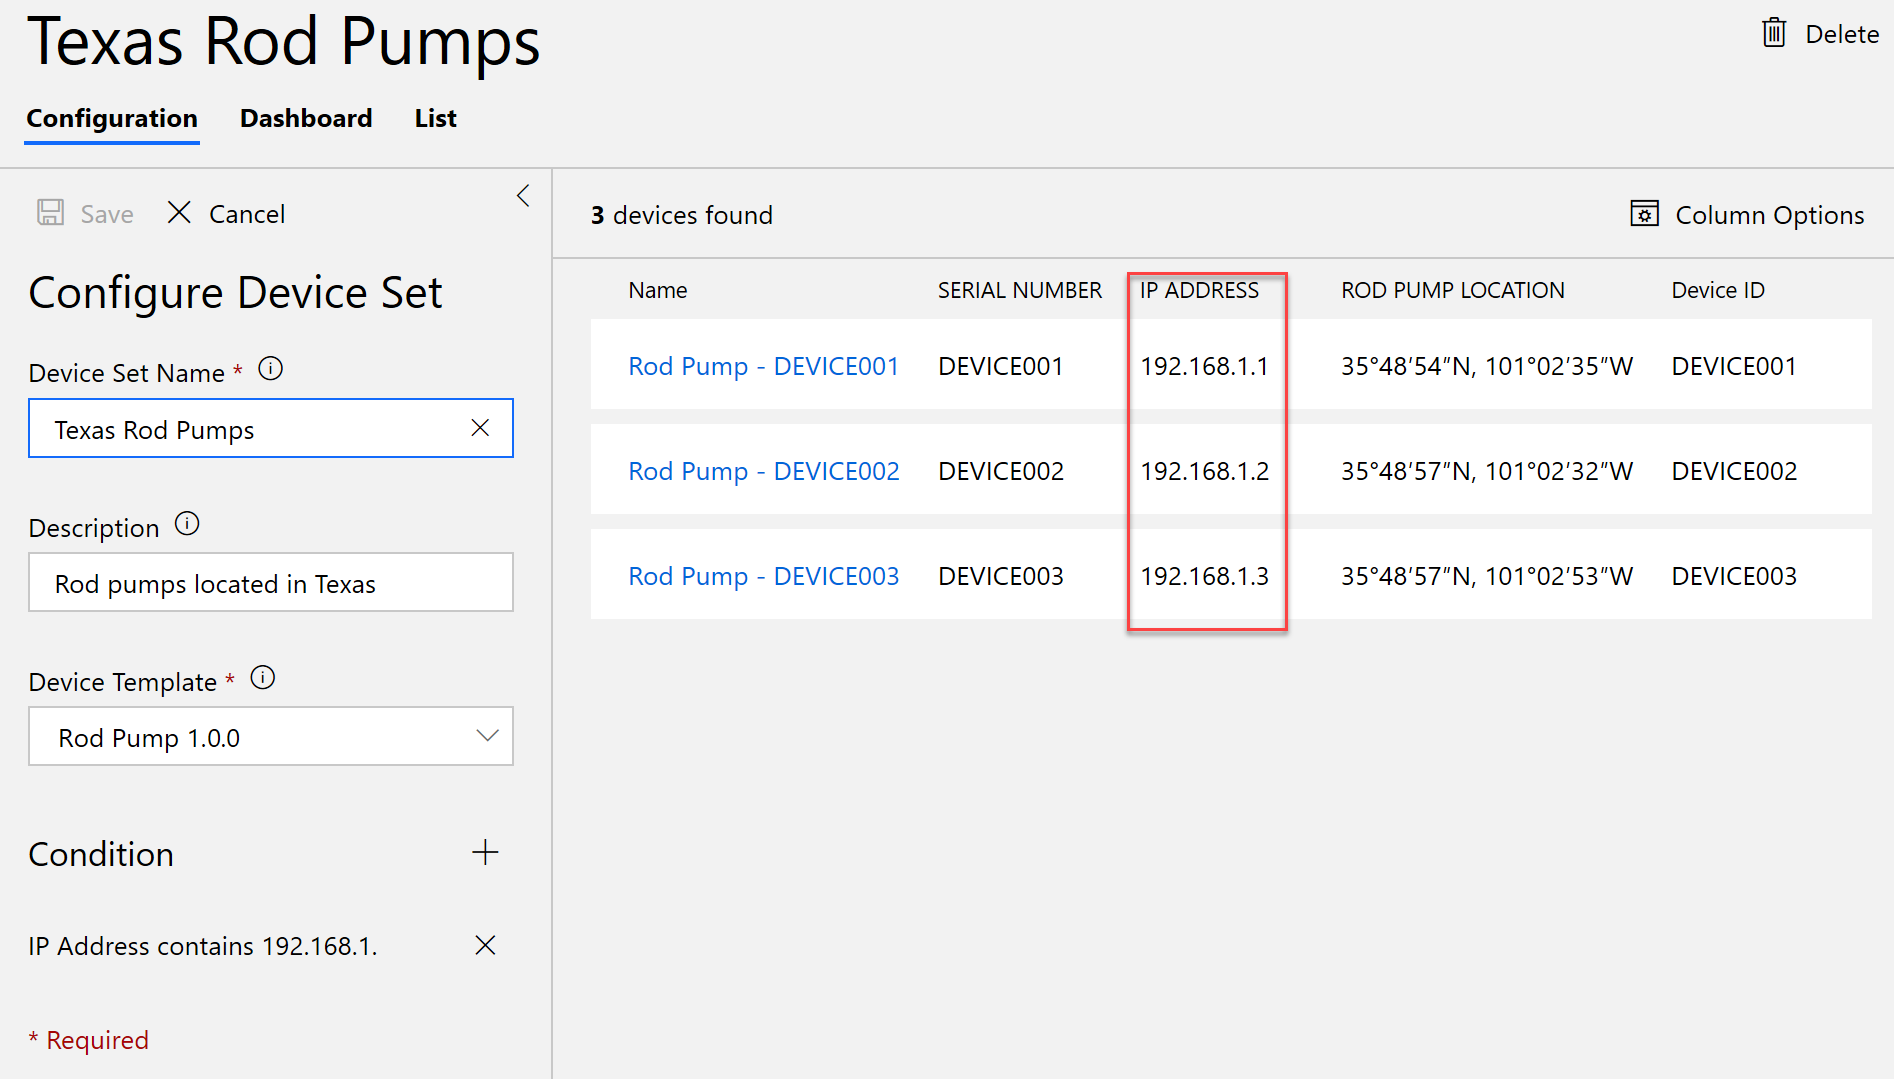 Texas Rod Pumps
Delete
Configuration Dashboard List
Save Cancel
3 devices found
Column Options
Configure Device Set
Device Set Name *
Texas Rod Pumps
Description
Rod pumps located in Texas
Device Template *
Rod Pump 1.0.0
Condition
IP Address contains 192.168.1.
* Required
Name SERIAL NUMBER IP ADDRESS ROD PUMP LOCATION Device ID
Rod Pump - DEVICE001 DEVICE001 192.168.1.1 35°48′54″N, 101°02′35″W DEVICE001
Rod Pump - DEVICE002 DEVICE002 192.168.1.2 35°48′57″N, 101°02′32″W DEVICE002
Rod Pump - DEVICE003 DEVICE003 192.168.1.3 35°48′57″N, 101°02′53″W DEVICE003